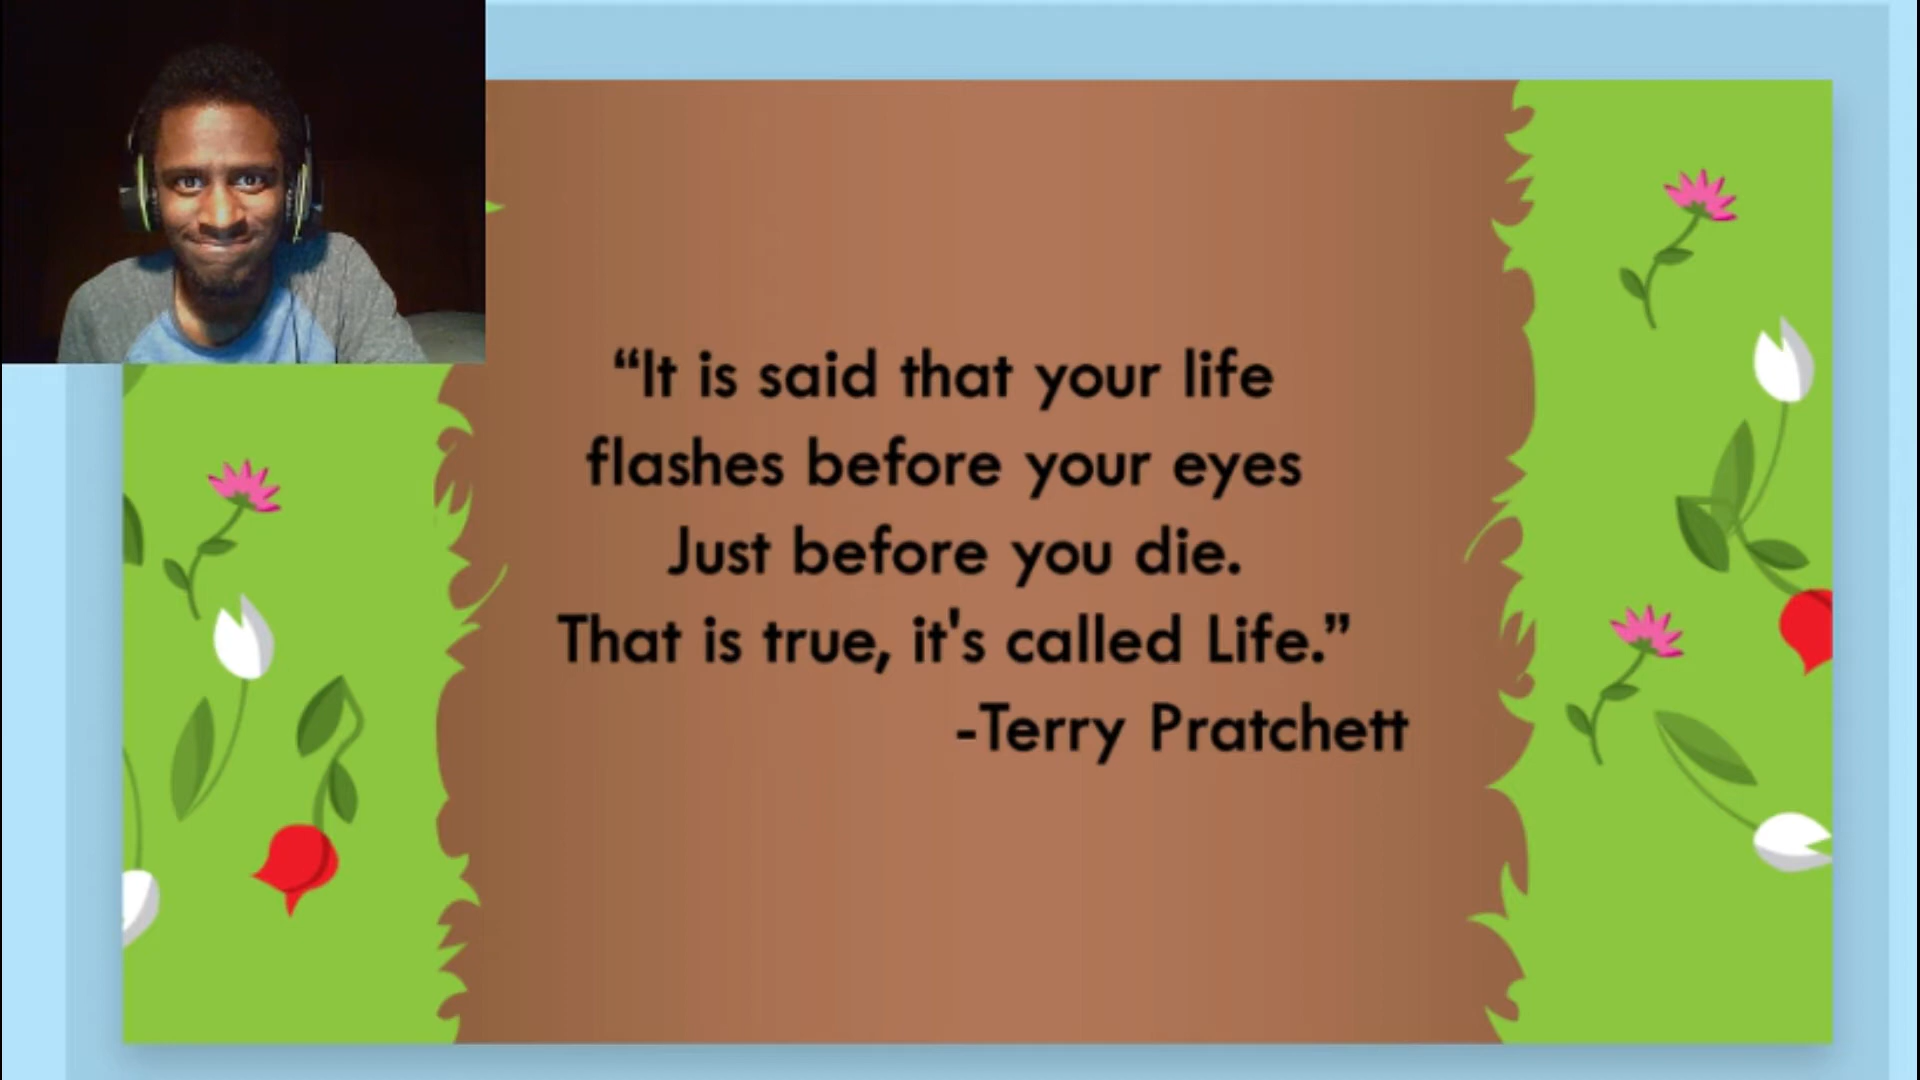 “It is said that your life
flashes before your eyes
Just before you die.
That is true, it's called Life.”
-Terry Pratchett